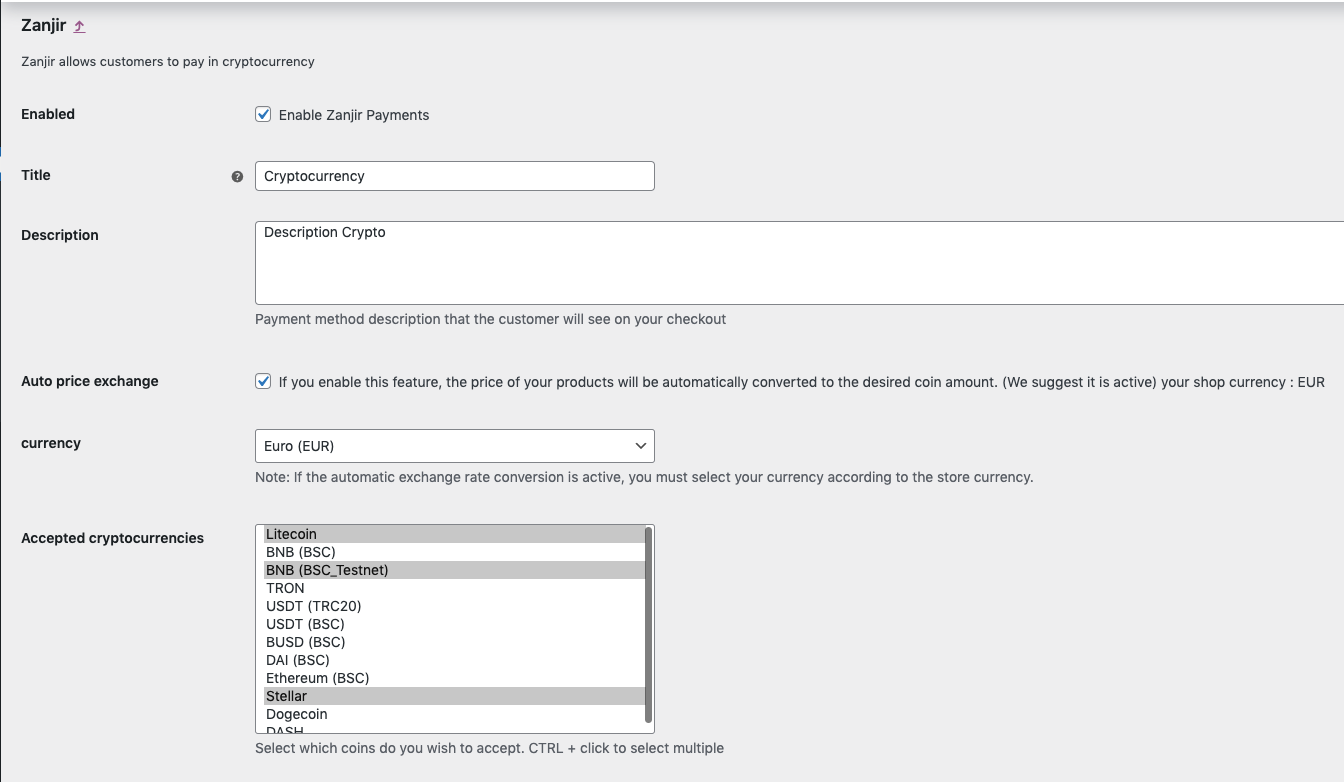 Zanjir
Zanjir allows customers to pay in cryptocurrency
Enabled
Enable Zanjir Payments
Title
Cryptocurrency
Description
Description Crypto
Payment method description that the customer will see on your checkout
Auto price exchange
If you enable this feature, the price of your products will be automatically converted to the desired coin amount. (We suggest it is active) your shop currency : EUR
currency
Euro (EUR)
Note: If the automatic exchange rate conversion is active, you must select your currency according to the store currency.
Accepted cryptocurrencies
Litecoin
BNB (BSC)
BNB (BSC_Testnet)
TRON
USDT (TRC20)
USDT (BSC)
BUSD (BSC)
DAI (BSC)
Ethereum (BSC)
Stellar
Dogecoin
DASH
Select which coins do you wish to accept. CTRL + click to select multiple